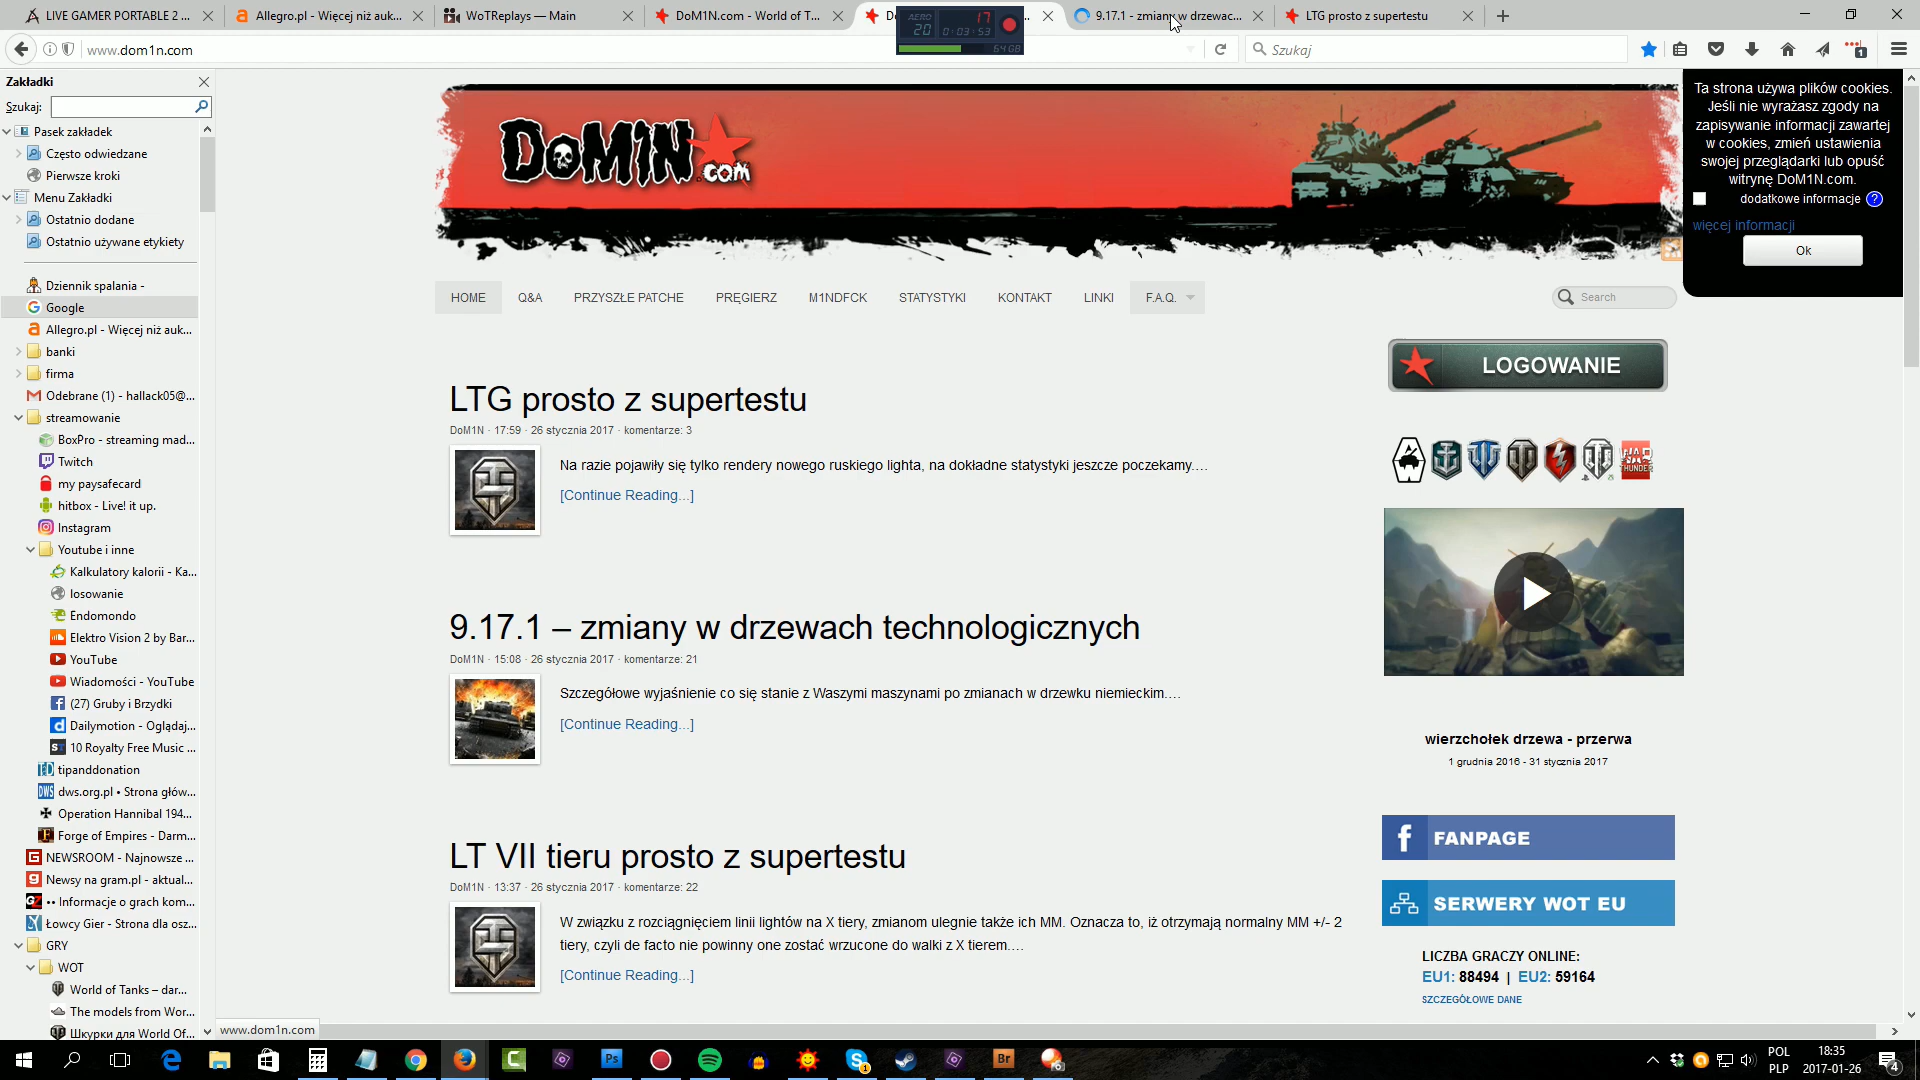 LIVE GAMER PORTABLE 2 ...
Allegro.pl - Więcej niż auk...
WoTReplays — Main
DoM1N.com - World of T...
9.17.1 - zmiany w drzewac...
LTG prosto z supertestu
AERO
20
17
0:03:53
64GB
www.dom1n.com
Szukaj
Zakładki
Szukaj:
Pasek zakładek
Często odwiedzane
Pierwsze kroki
Menu Zakładki
Ostatnio dodane
Ostatnio używane etykiety
Dziennik spalania -
Google
Allegro.pl - Więcej niż auk...
banki
firma
Odebrane (1) - hallack05@...
streamowanie
BoxPro - streaming mad...
Twitch
my paysafecard
hitbox - Live! it up.
Instagram
Youtube i inne
Kalkulatory kalorii - Ka...
losowanie
Endomondo
Elektro Vision 2 by Bar...
YouTube
Wiadomości - YouTube
(27) Gruby i Brzydki
Dailymotion - Oglądaj...
10 Royalty Free Music ...
tipanddonation
dws.org.pl • Strona głów...
Operation Hannibal 194...
Forge of Empires - Darm...
NEWSROOM - Najnowsze ...
Newsy na gram.pl - aktual...
•• Informacje o grach kom...
Łowcy Gier - Strona dla osz...
GRY
WOT
World of Tanks – dar...
The models from Wor...
Шкурки для World Of...
DoM1N.com
Ta strona używa plików cookies.
Jeśli nie wyrażasz zgody na
zapisywanie informacji zawartej
w cookies, zmień ustawienia
swojej przeglądarki lub opuść
witrynę DoM1N.com.
dodatkowe informacje ?
więcej informacji
Ok
HOME
Q&A
PRZYSZŁE PATCHE
PRĘGIERZ
M1NDFCK
STATYSTYKI
KONTAKT
LINKI
F.A.Q.
Search
LTG prosto z supertestu
DoM1N · 17:59 · 26 stycznia 2017 · komentarze: 3
Na razie pojawiły się tylko rendery nowego ruskiego lighta, na dokładne statystyki jeszcze poczekamy….
[Continue Reading...]
9.17.1 – zmiany w drzewach technologicznych
DoM1N · 15:08 · 26 stycznia 2017 · komentarze: 21
Szczegółowe wyjaśnienie co się stanie z Waszymi maszynami po zmianach w drzewku niemieckim….
[Continue Reading...]
LT VII tieru prosto z supertestu
DoM1N · 13:37 · 26 stycznia 2017 · komentarze: 22
W związku z rozciągnięciem linii lightów na X tiery, zmianom ulegnie także ich MM. Oznacza to, iż otrzymają normalny MM +/- 2
tiery, czyli de facto nie powinny one zostać wrzucone do walki z X tierem….
[Continue Reading...]
LOGOWANIE
WAR
THUNDER
wierzchołek drzewa - przerwa
1 grudnia 2016 - 31 stycznia 2017
FANPAGE
SERWERY WOT EU
LICZBA GRACZY ONLINE:
EU1: 88494 | EU2: 59164
SZCZEGÓŁOWE DANE
www.dom1n.com
Ps
Br
POL
PLP
18:35
2017-01-26
4